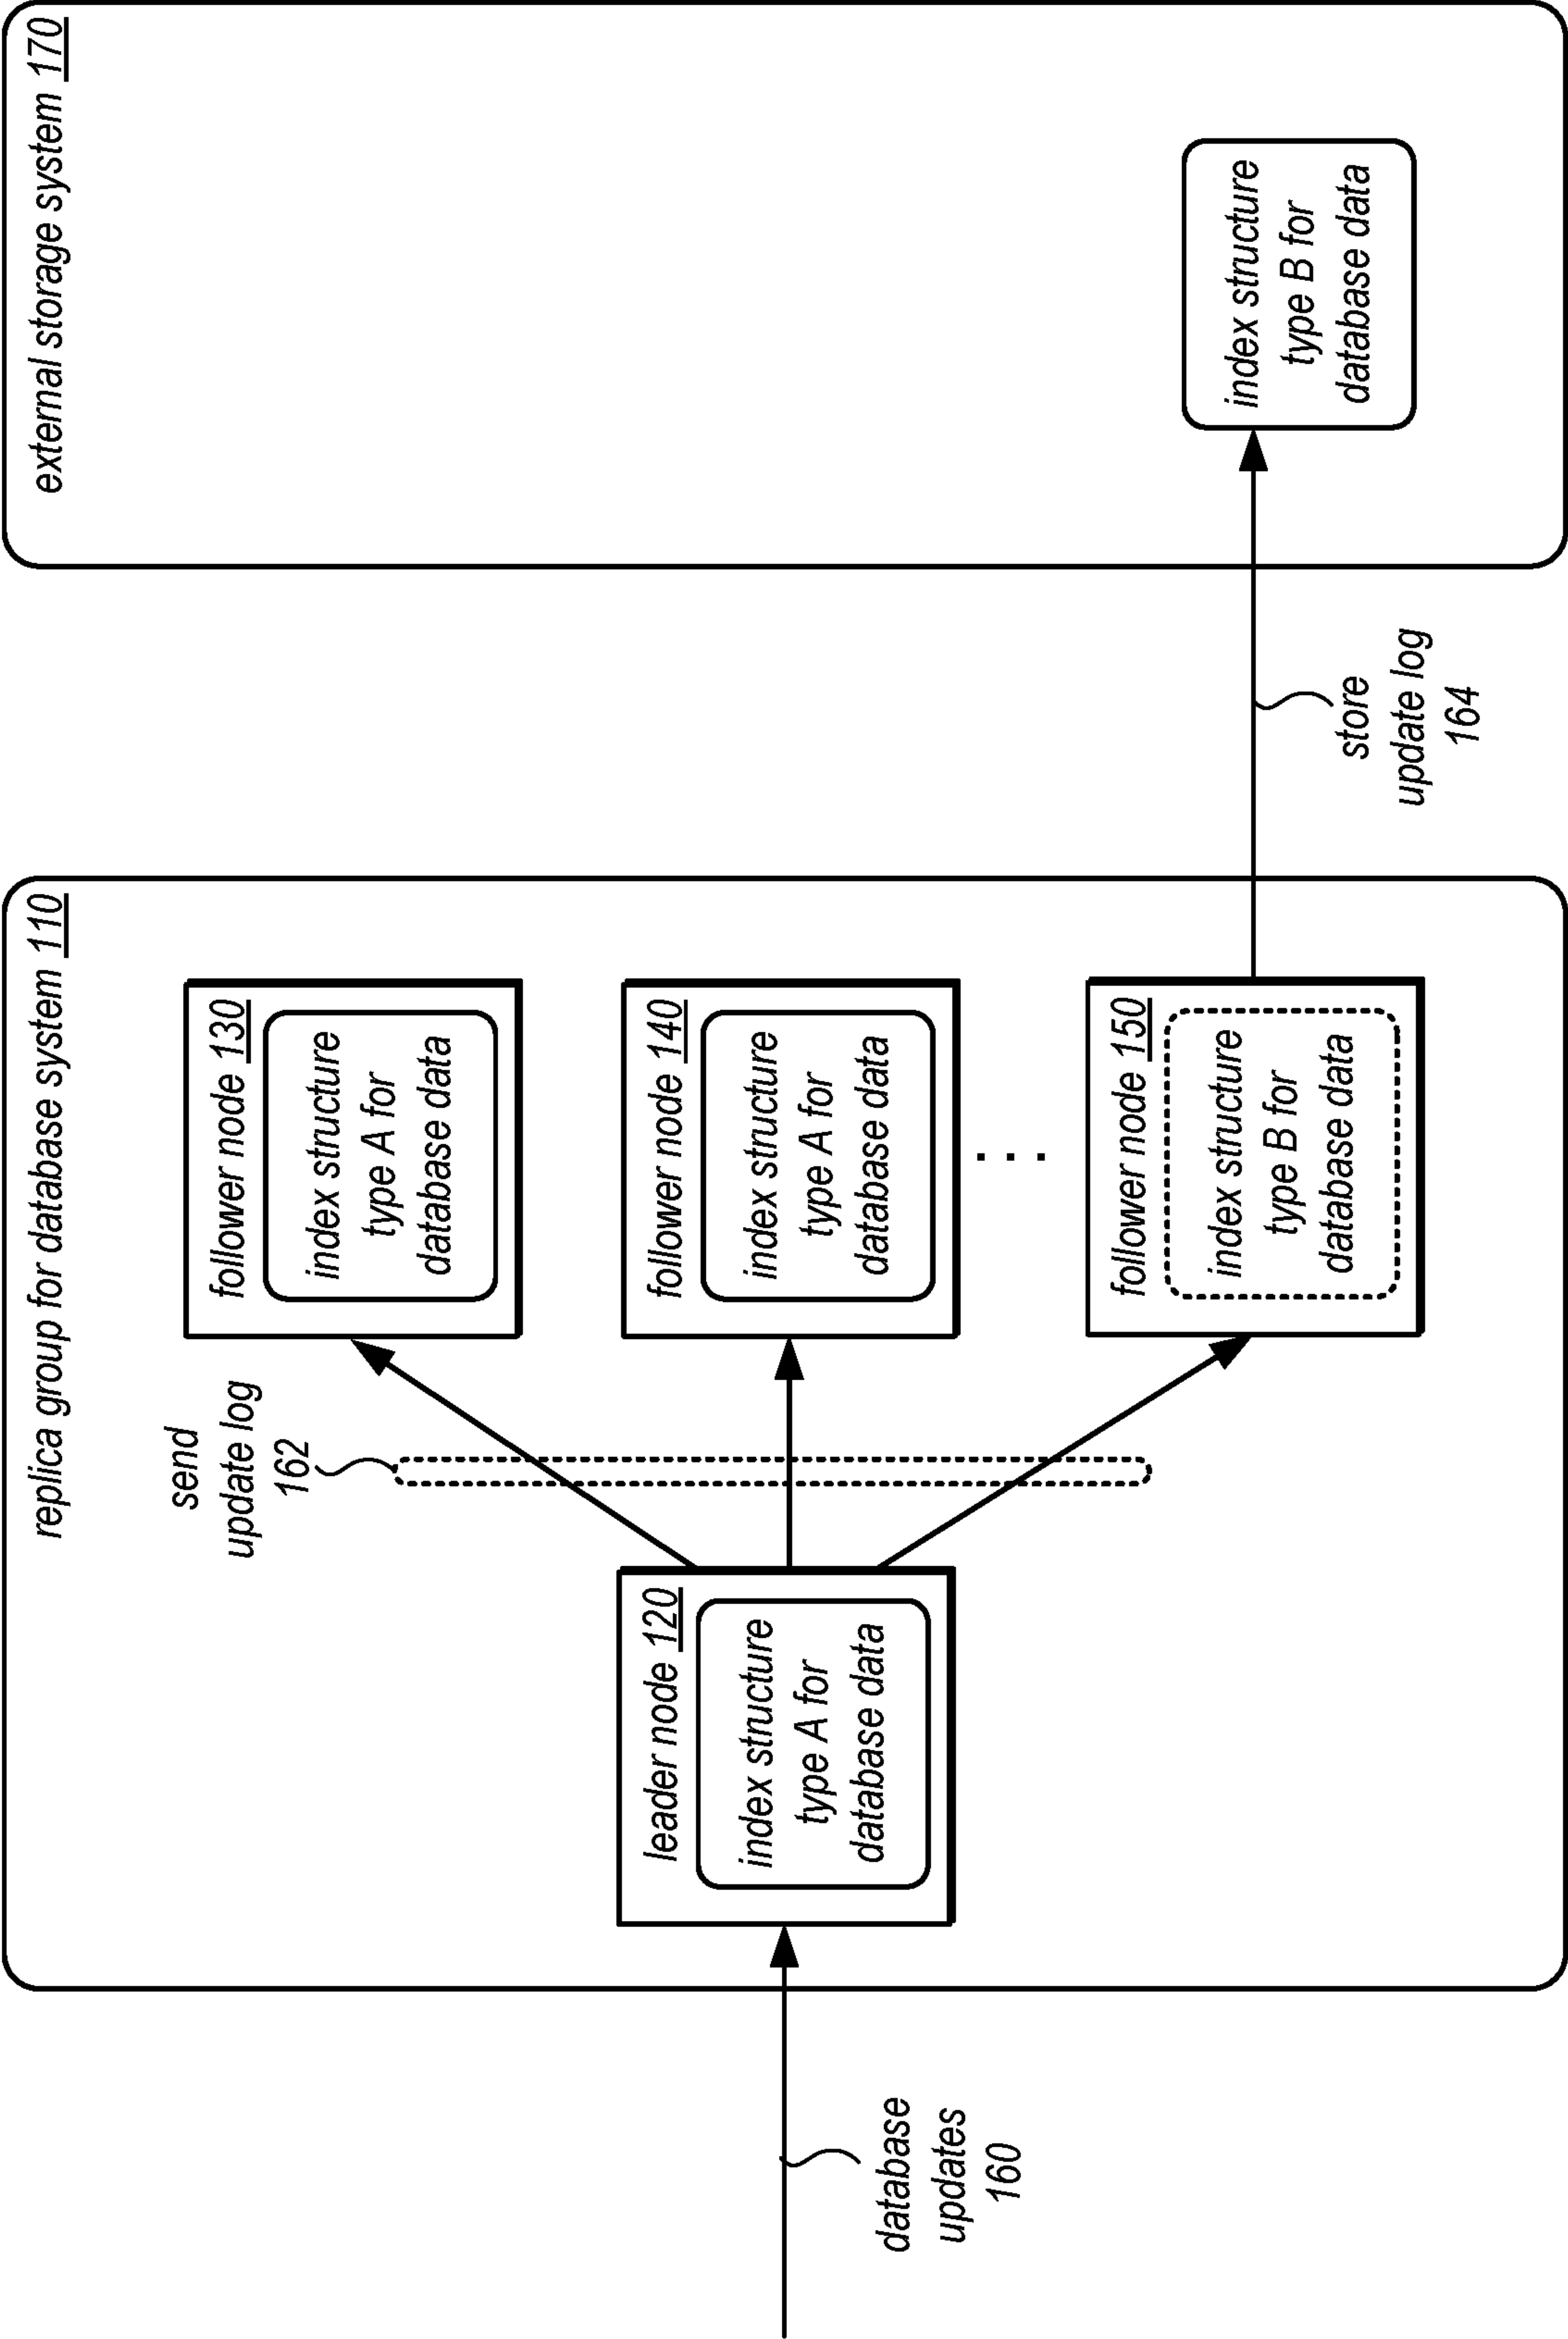 replica group for database system 110
external storage system 170
send
update log
162
follower node 130
index structure
type A for
database data
leader node 120
index structure
type A for
database data
follower node 140
index structure
type A for
database data
. . .
database
updates
160
follower node 150
index structure
type B for
database data
store
update log
164
index structure
type B for
database data